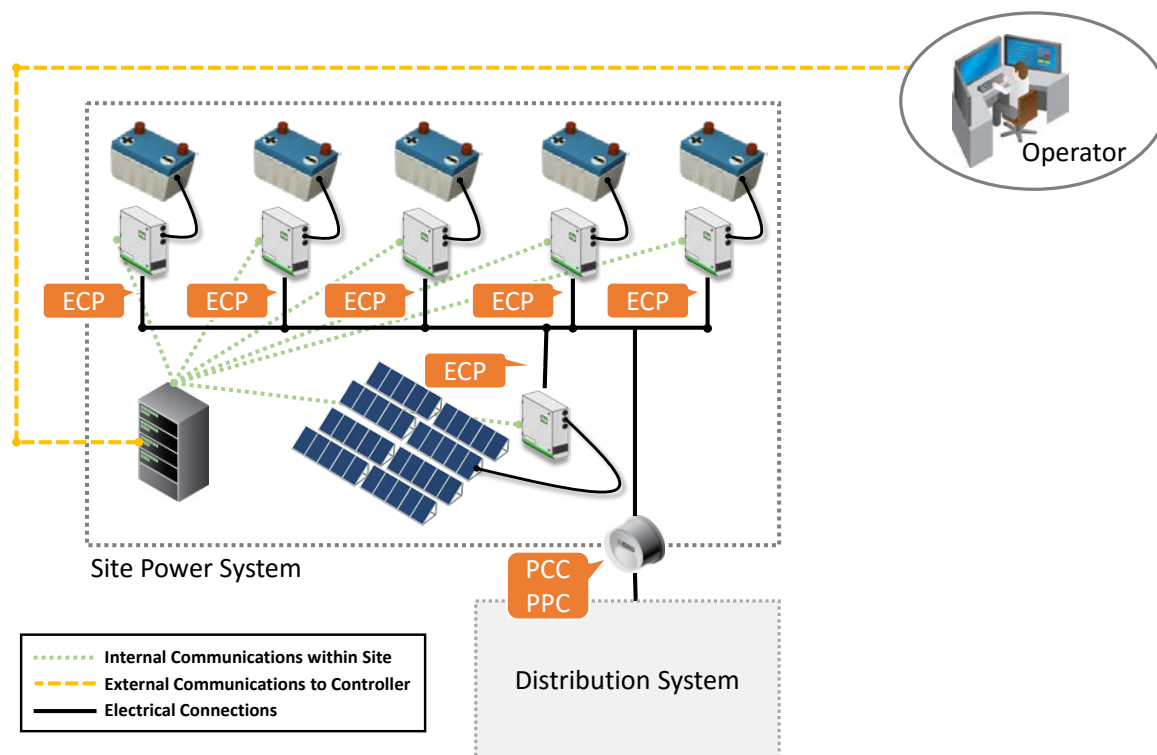 Operator
ECP
ECP
ECP
ECP
ECP
ECP
Site Power System
PCC
PPC
Internal Communications within Site
External Communications to Controller
Electrical Connections
Distribution System